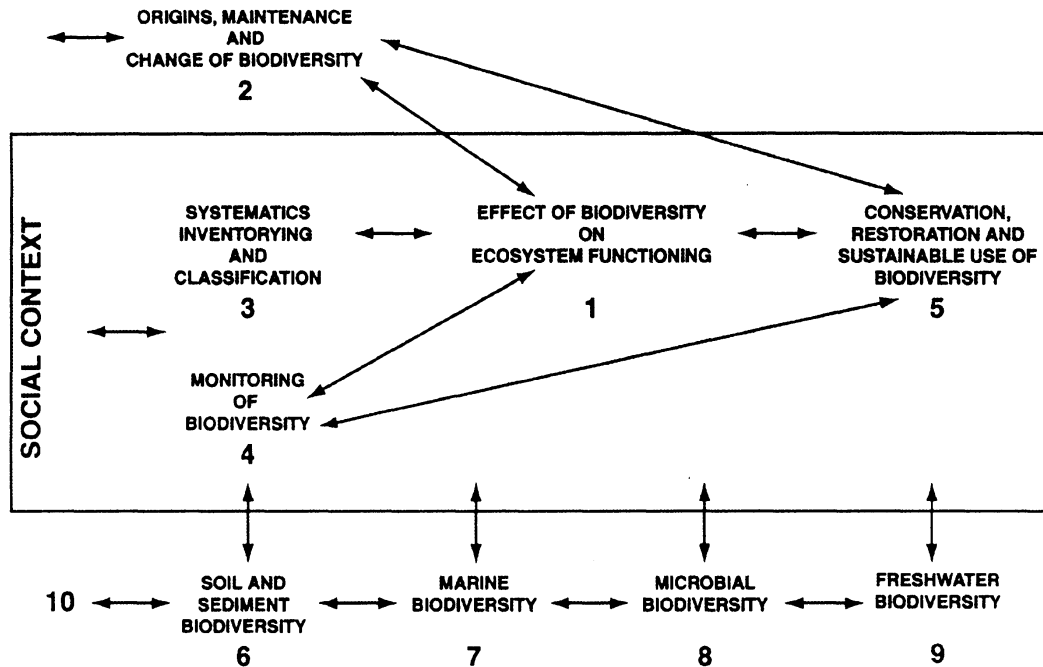 ORIGINS, MAINTENANCE
AND
CHANGE OF BIODIVERSITY
2
SOCIAL CONTEXT
SYSTEMATICS
INVENTORYING
AND
CLASSIFICATION
3
EFFECT OF BIODIVERSITY
ON
ECOSYSTEM FUNCTIONING
1
CONSERVATION,
RESTORATION AND
SUSTAINABLE USE OF
BIODIVERSITY
5
MONITORING
OF
BIODIVERSITY
4
10
SOIL AND
SEDIMENT
BIODIVERSITY
6
MARINE
BIODIVERSITY
7
MICROBIAL
BIODIVERSITY
8
FRESHWATER
BIODIVERSITY
9